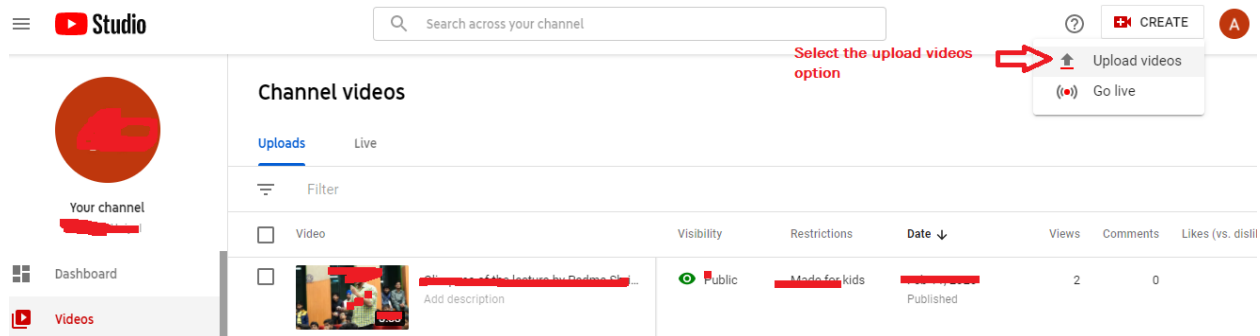 Studio
Search across your channel
CREATE
A
Select the upload videos
option
Upload videos
Go live
Channel videos
Uploads
Live
Filter
Your channel
Video
Visibility
Restrictions
Date
Views
Comments
Likes (vs. disli
Dashboard
Public
kids
2
0
Add description
Published
Videos